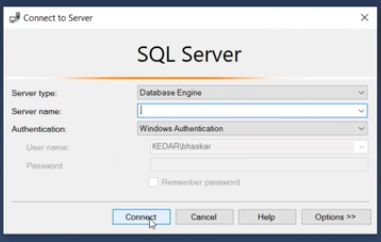 Connect to Server
SQL Server
Server type: Database Engine
Server name:
Authentication: Windows Authentication
User name: KEDAR\bhaskar
Password:
Remember password
Connect Cancel Help Options >>